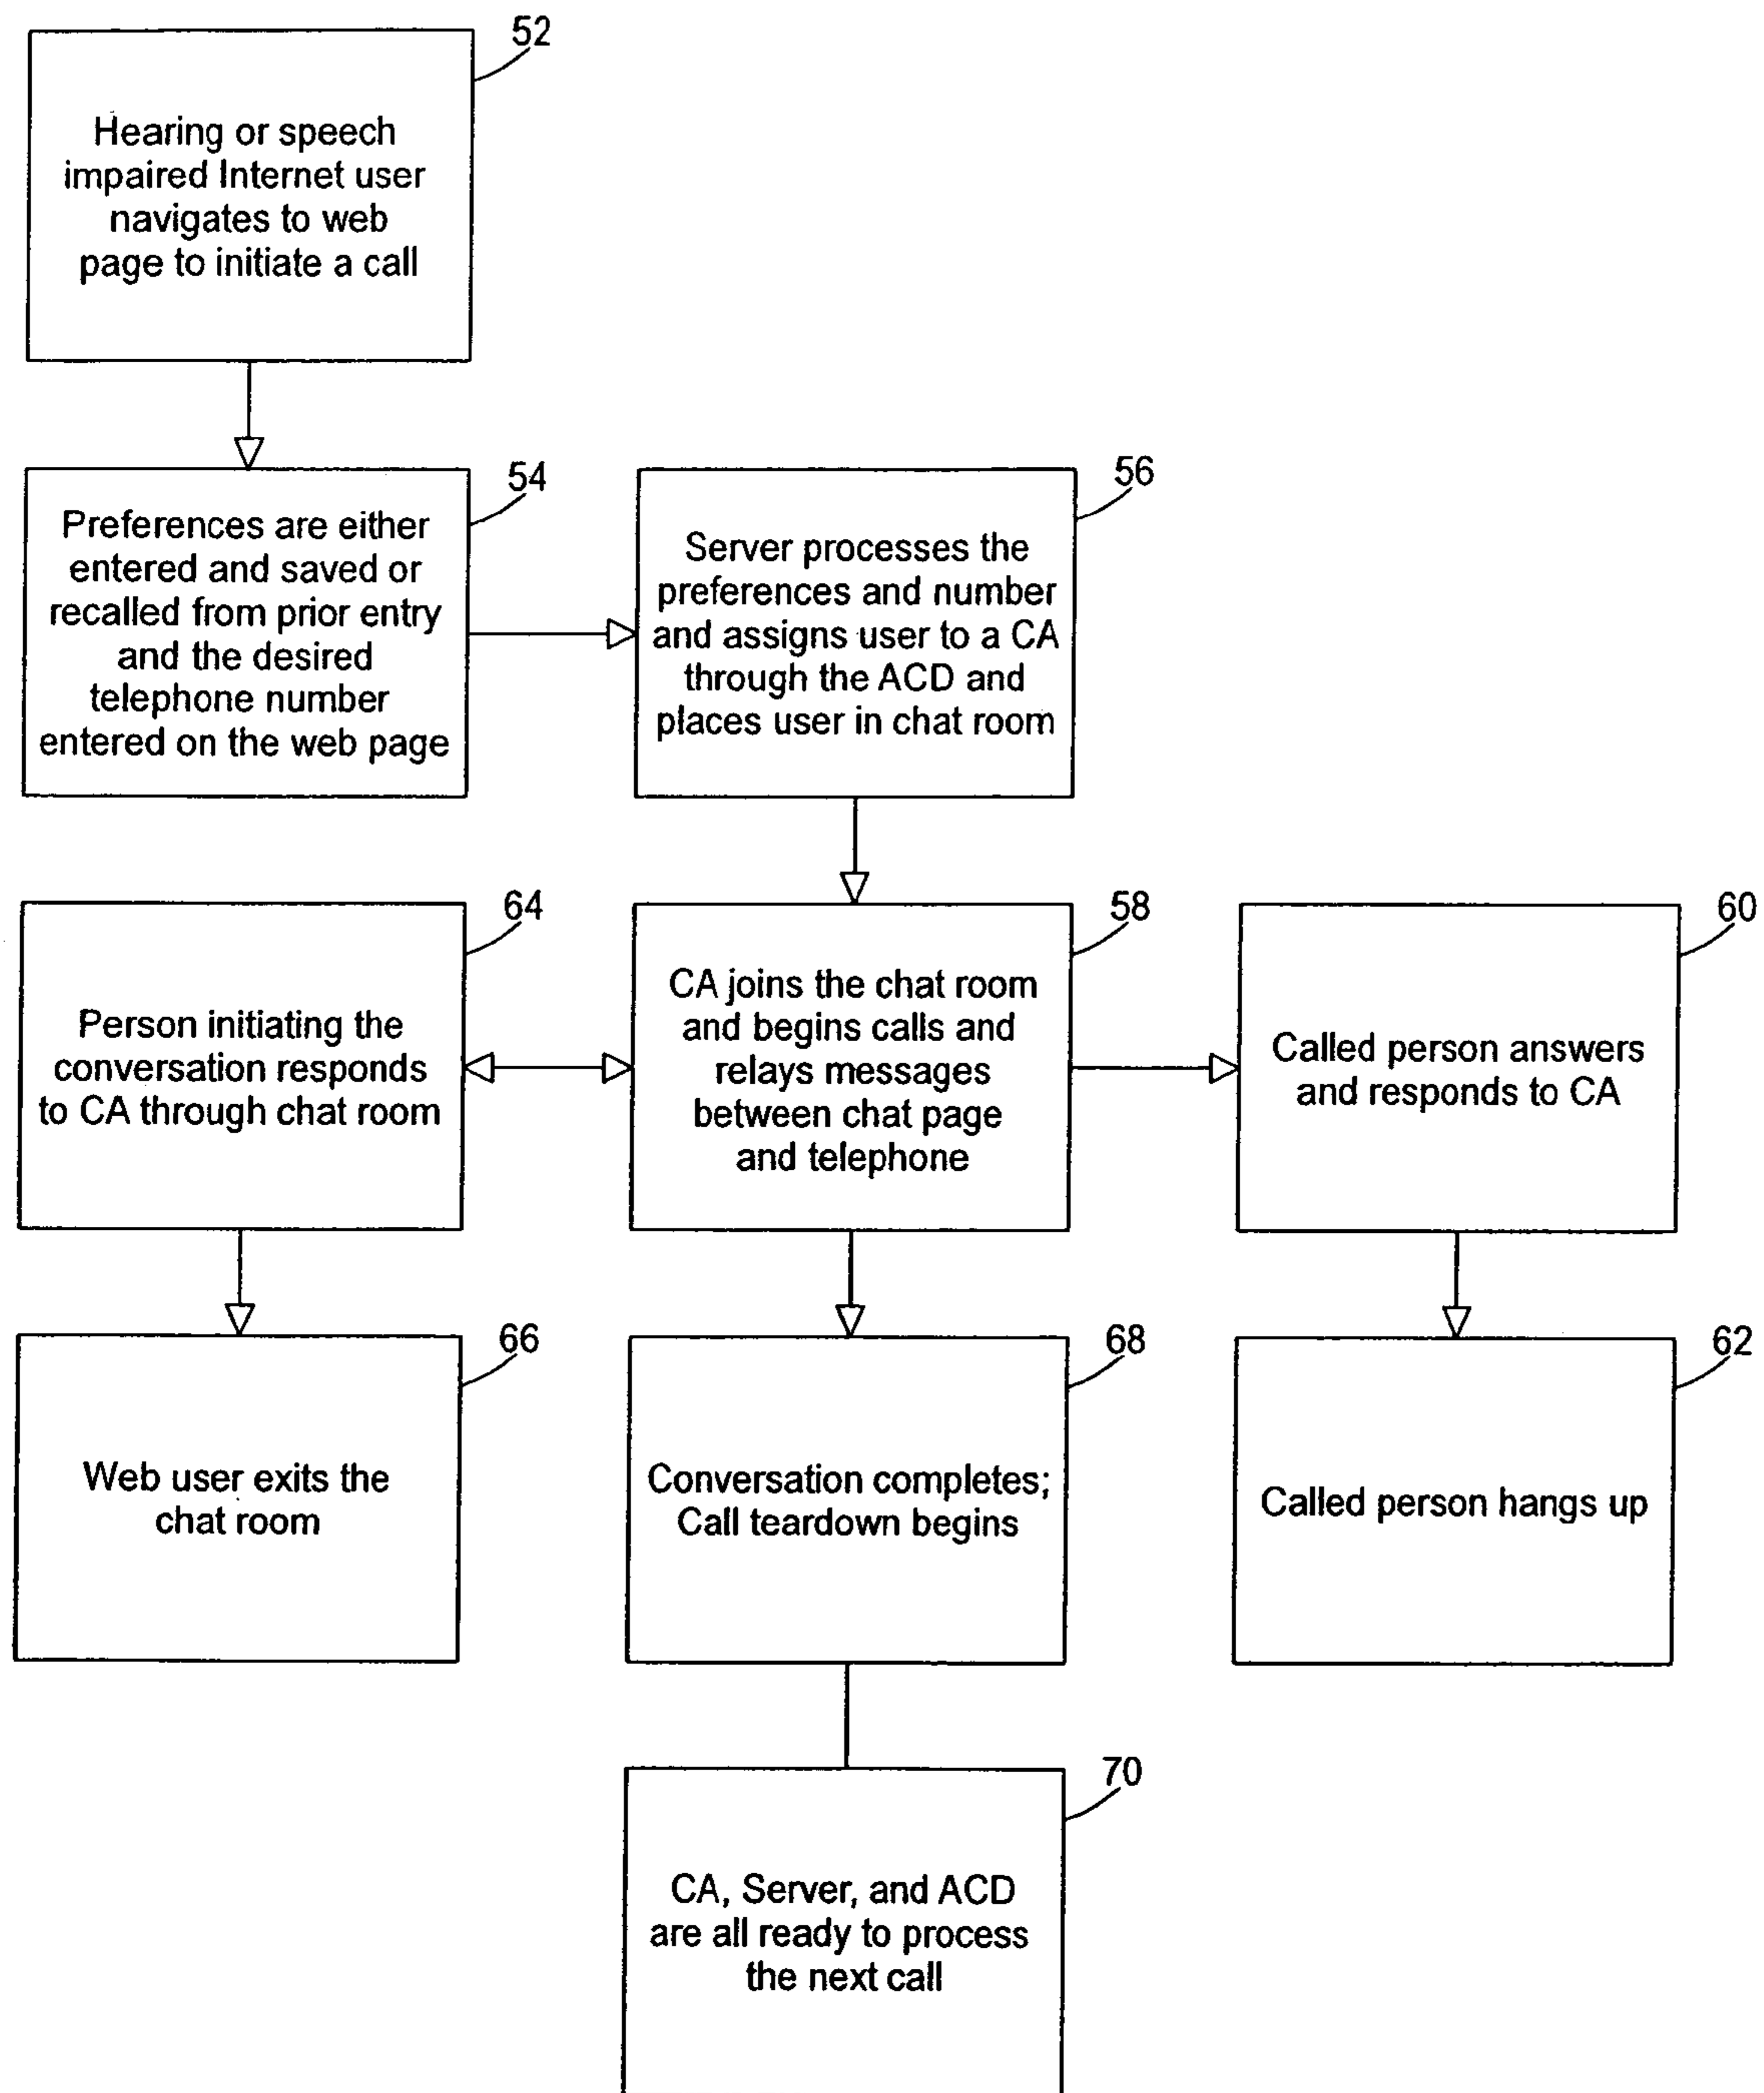 52
Hearing or speech
impaired Internet user
navigates to web
page to initiate a call
54
Preferences are either
entered and saved or
recalled from prior entry
and the desired
telephone number
entered on the web page
56
Server processes the
preferences and number
and assigns user to a CA
through the ACD and
places user in chat room
64
Person initiating the
conversation responds
to CA through chat room
58
CA joins the chat room
and begins calls and
relays messages
between chat page
and telephone
60
Called person answers
and responds to CA
66
Web user exits the
chat room
68
Conversation completes;
Call teardown begins
62
Called person hangs up
70
CA, Server, and ACD
are all ready to process
the next call